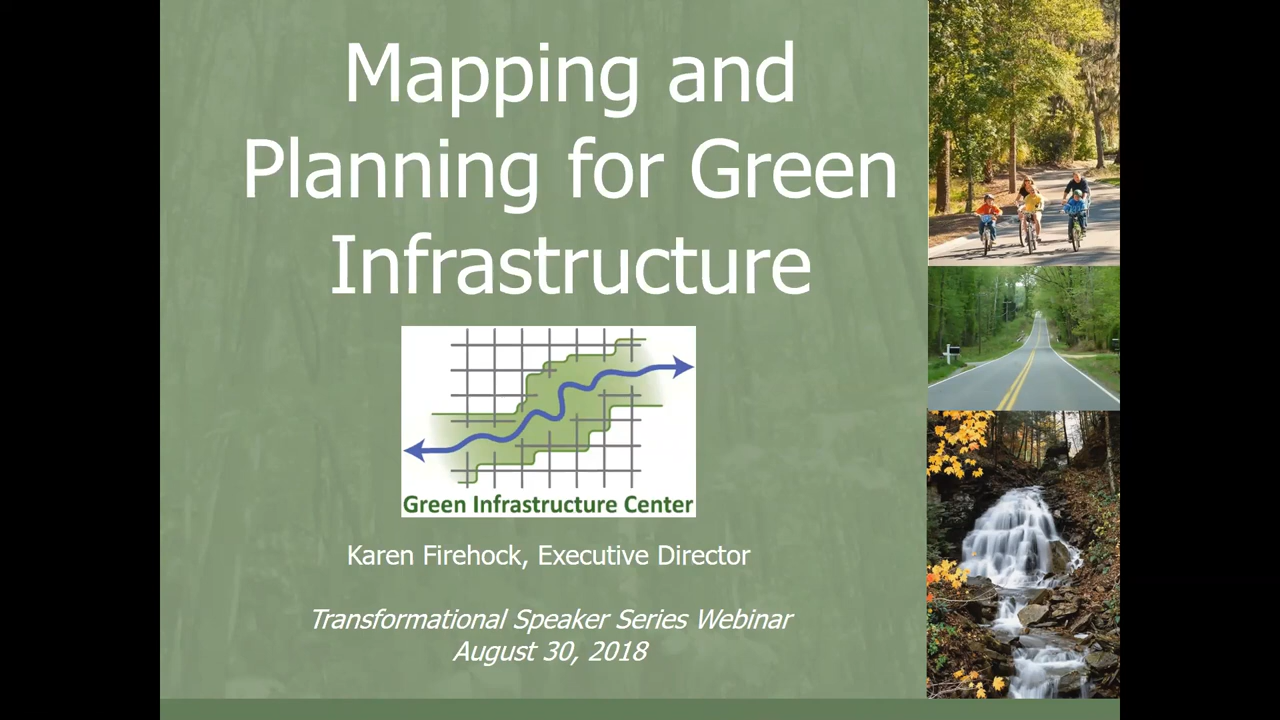 Mapping and
Planning for Green
Infrastructure
Green Infrastructure Center
Karen Firehock, Executive Director
Transformational Speaker Series Webinar
August 30, 2018